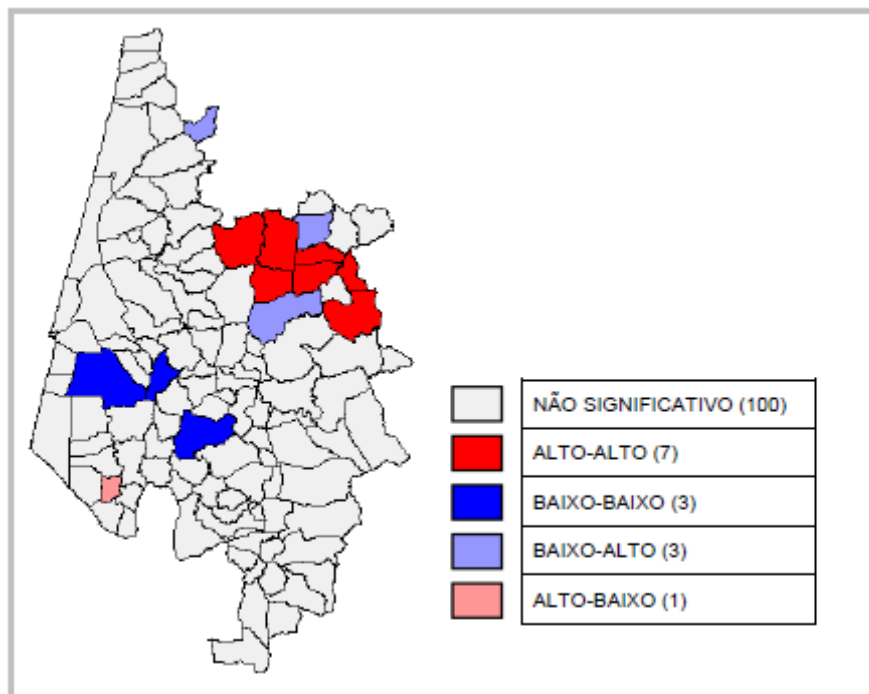 NÃO SIGNIFICATIVO (100)
ALTO-ALTO (7)
BAIXO-BAIXO (3)
BAIXO-ALTO (3)
ALTO-BAIXO (1)